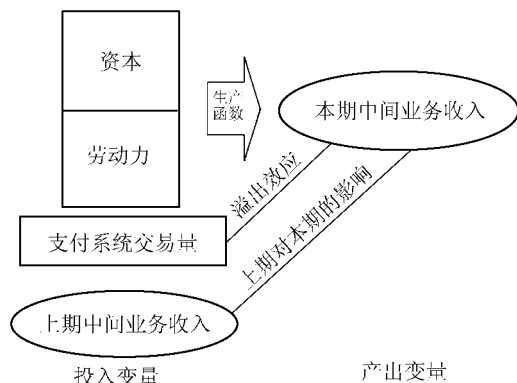 资本
劳动力
生产
函数
本期中间业务收入
溢出效应
支付系统交易量
上期对本期的影响
上期中间业务收入
投入变量
产出变量